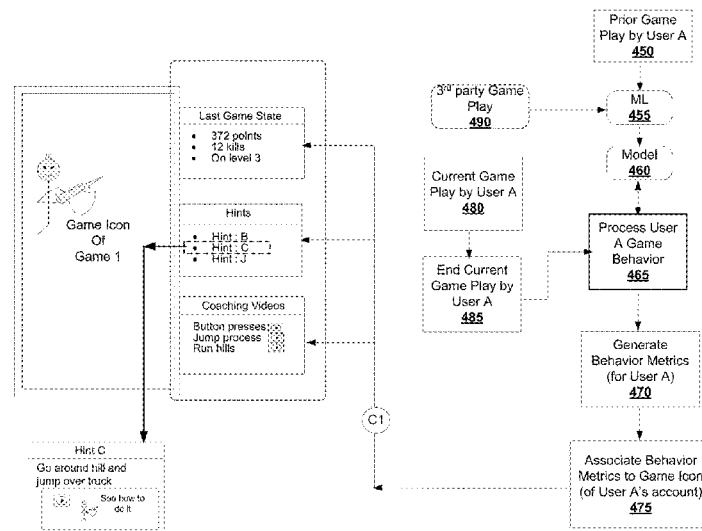 Prior Game
Play by User A
450
3rd party Game
Play
490
ML
455
Model
460
Current Game
Play by User A
480
Process User
A Game
Behavior
465
End Current
Game Play by
User A
485
Generate
Behavior Metrics
(for User A)
470
Associate Behavior
Metrics to Game Icon
(of User A's account)
475
C1
Last Game State
• 372 points
• 12 kills
• On level 3
Game Icon
Of
Game 1
Hints
• Hint : B
• Hint : C
• Hint : J
Coaching Videos
Button presses
Jump process
Run hills
Hint C
Go around hill and
jump over truck
See how to
do it